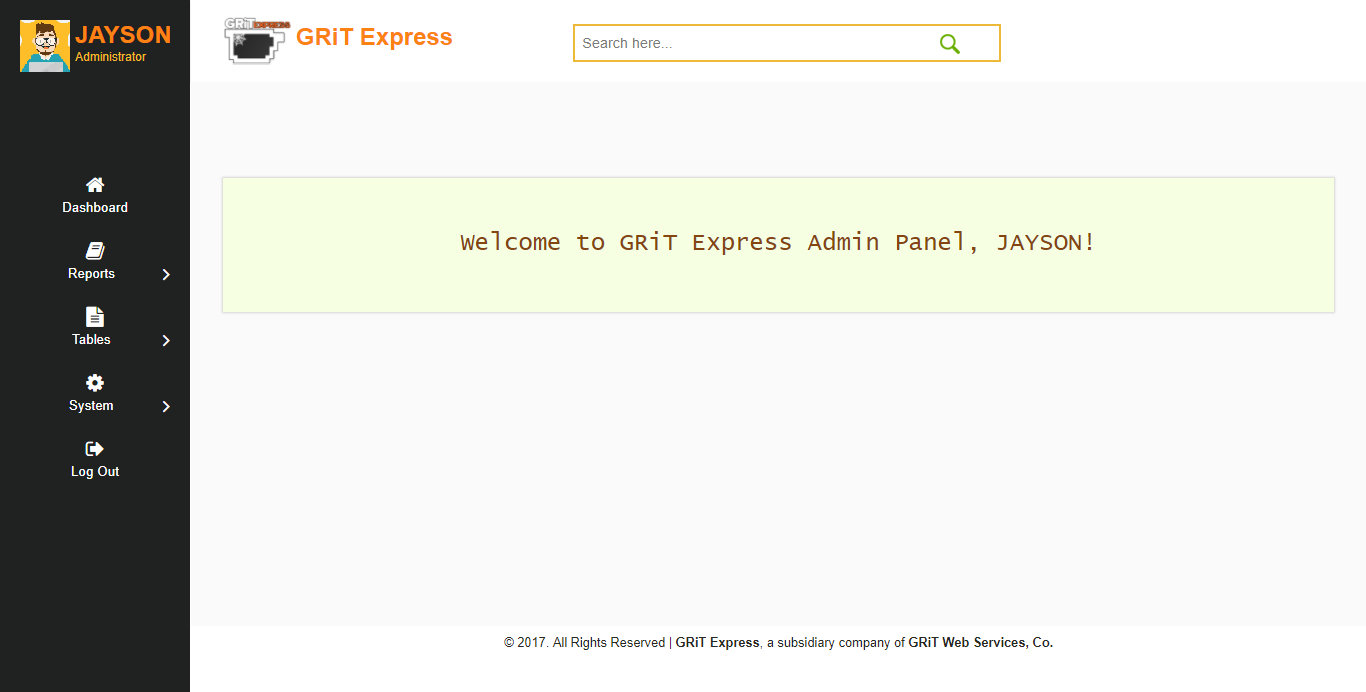 JAYSON
Administrator
GRiT EXPRESS
GRiT Express
Search here...
Dashboard
Reports
Tables
System
Log Out
Welcome to GRiT Express Admin Panel, JAYSON!
© 2017. All Rights Reserved | GRiT Express, a subsidiary company of GRiT Web Services, Co.